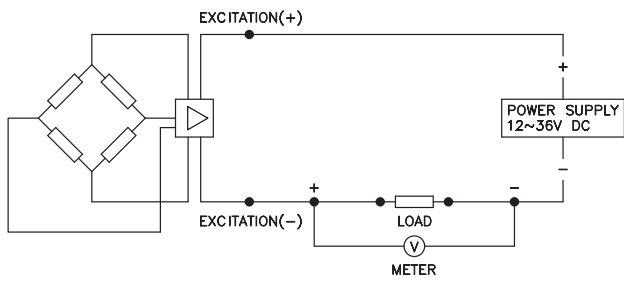 EXCITATION(+)
+
POWER SUPPLY
12~36V DC
−
+
−
EXCITATION(−)
LOAD
V
METER